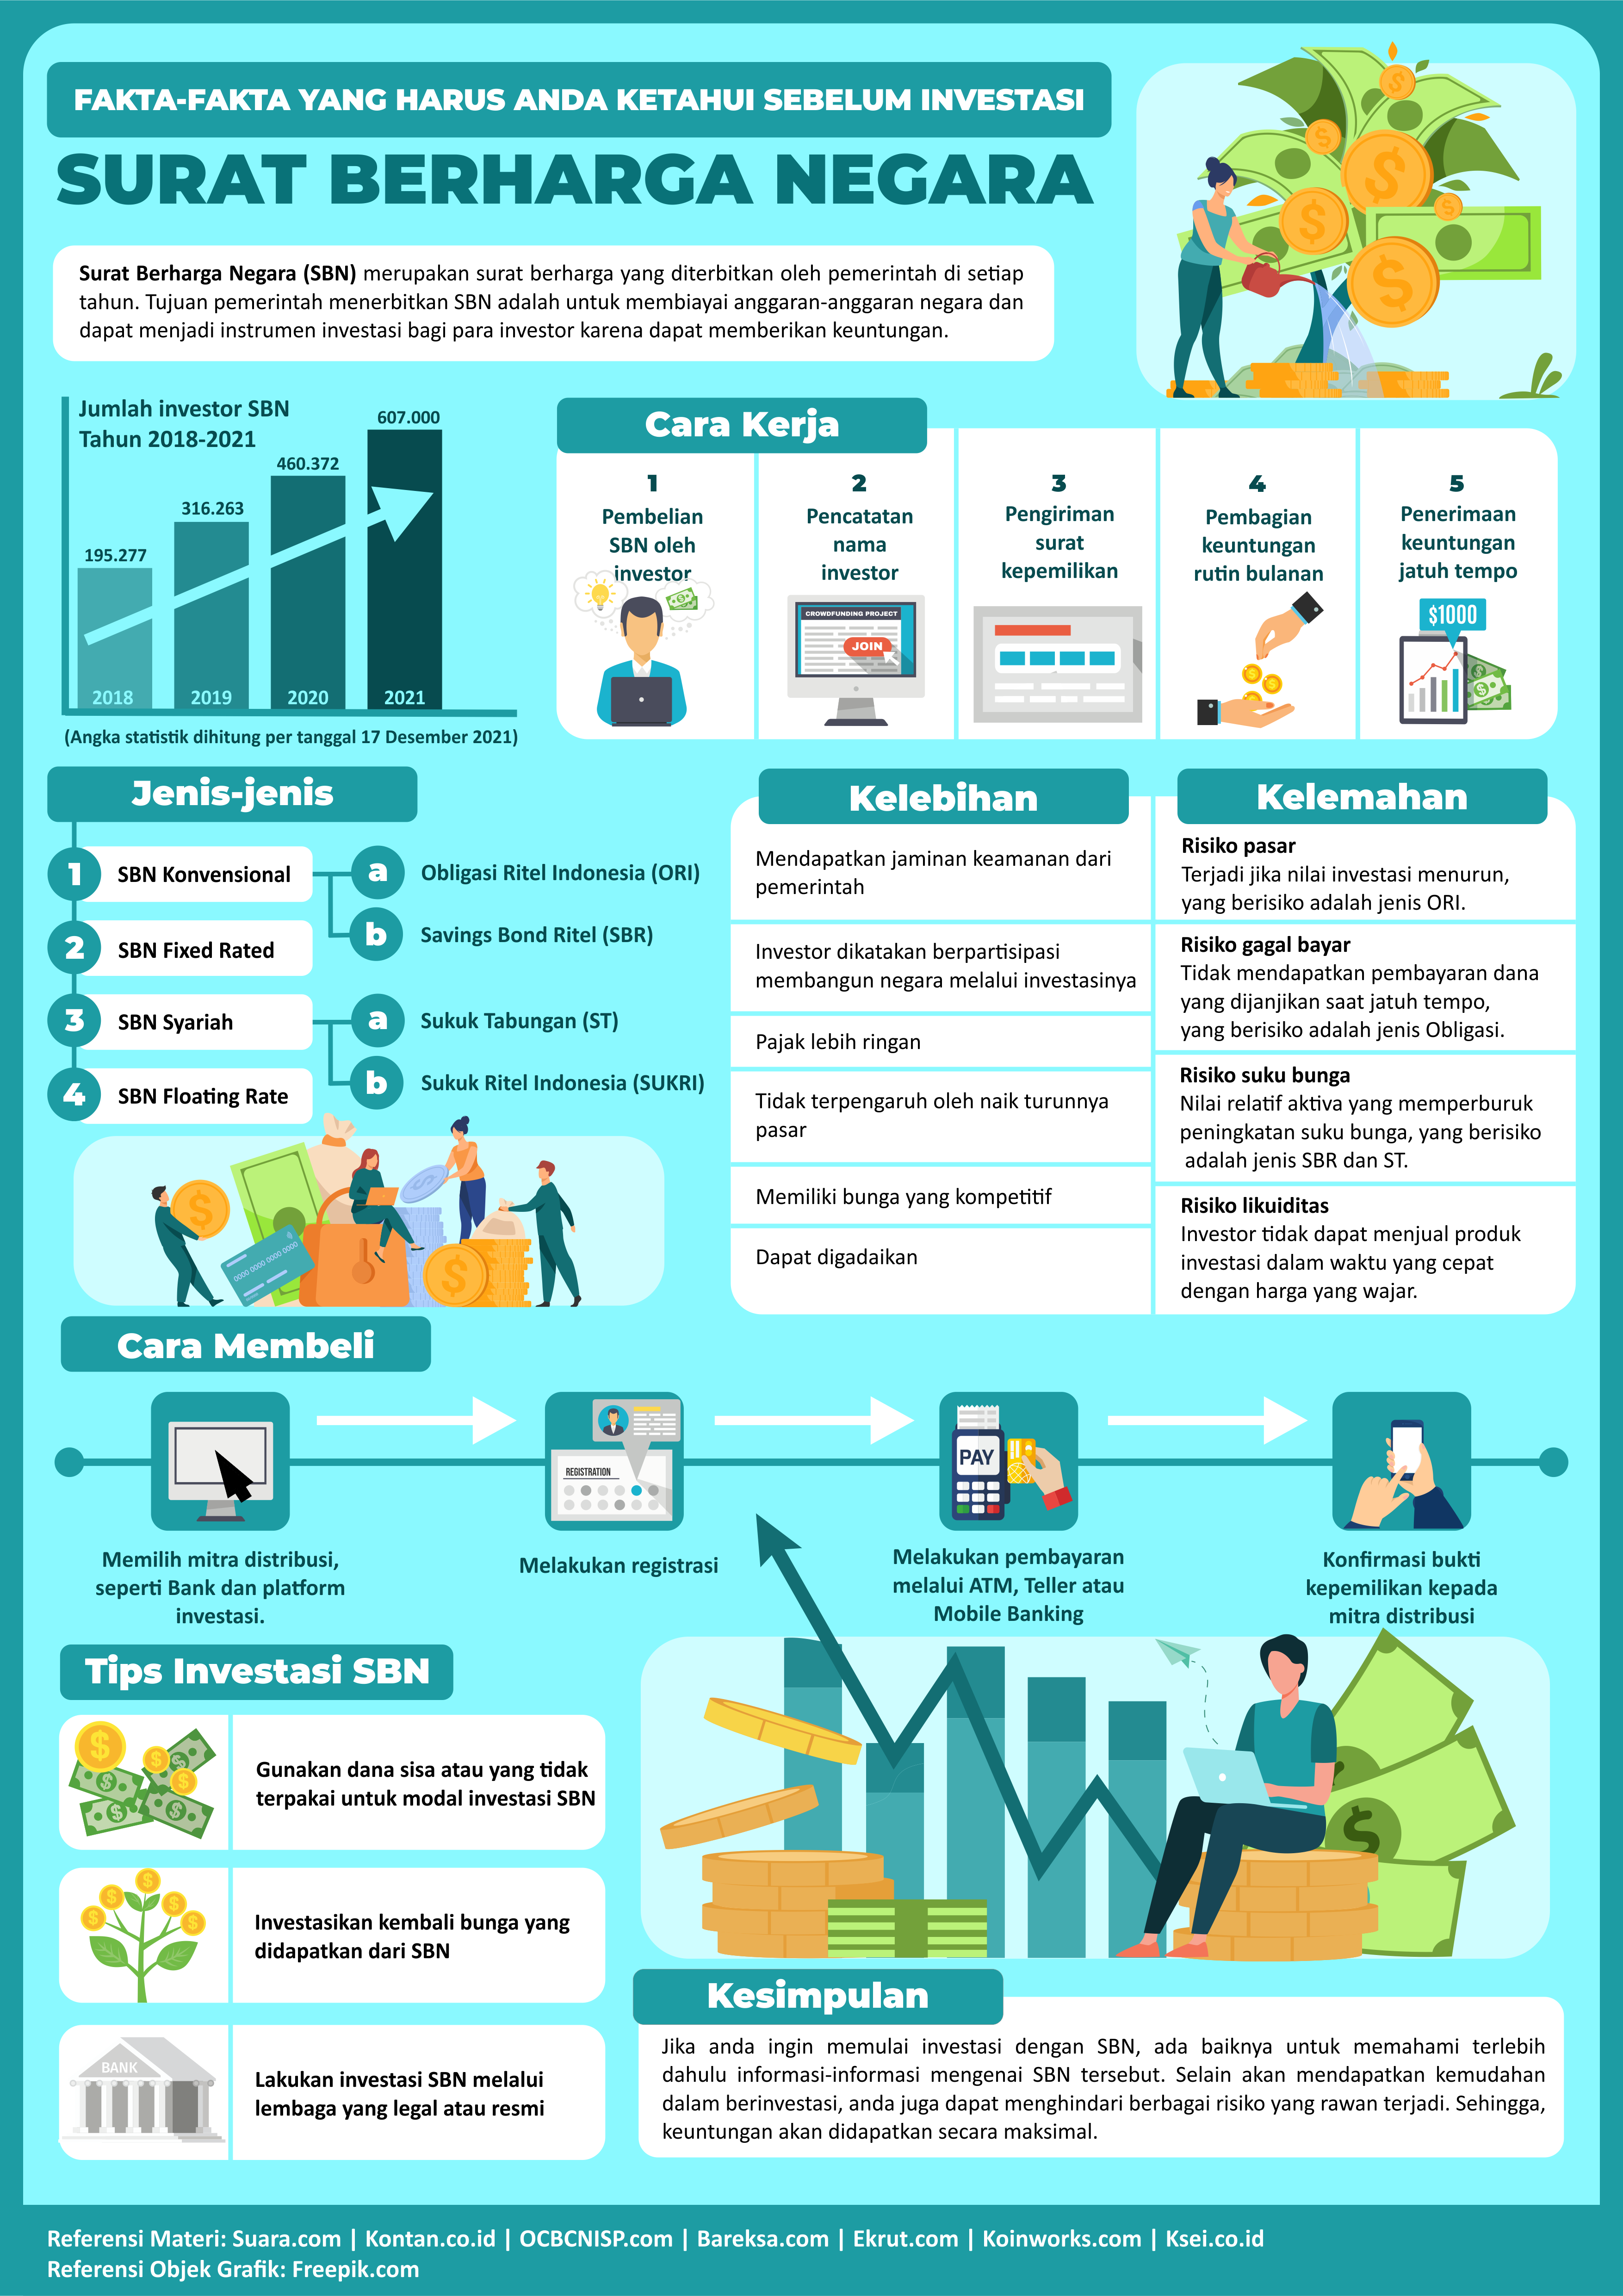 FAKTA-FAKTA YANG HARUS ANDA KETAHUI SEBELUM INVESTASI
SURAT BERHARGA NEGARA
Surat Berharga Negara (SBN) merupakan surat berharga yang diterbitkan oleh pemerintah di setiap
tahun. Tujuan pemerintah menerbitkan SBN adalah untuk membiayai anggaran-anggaran negara dan
dapat menjadi instrumen investasi bagi para investor karena dapat memberikan keuntungan.
Jumlah investor SBN
Tahun 2018-2021
195.277
316.263
460.372
607.000
2018
2019
2020
2021
(Angka statistik dihitung per tanggal 17 Desember 2021)
Cara Kerja
1
Pembelian
SBN oleh
investor
2
Pencatatan
nama
investor
CROWDFUNDING PROJECT
JOIN
3
Pengiriman
surat
kepemilikan
4
Pembagian
keuntungan
rutin bulanan
5
Penerimaan
keuntungan
jatuh tempo
$1000
Jenis-jenis
1
SBN Konvensional
a
Obligasi Ritel Indonesia (ORI)
b
Savings Bond Ritel (SBR)
2
SBN Fixed Rated
3
SBN Syariah
a
Sukuk Tabungan (ST)
b
Sukuk Ritel Indonesia (SUKRI)
4
SBN Floating Rate
0000 0000 0000 0000
Kelebihan
Mendapatkan jaminan keamanan dari
pemerintah
Investor dikatakan berpartisipasi
membangun negara melalui investasinya
Pajak lebih ringan
Tidak terpengaruh oleh naik turunnya
pasar
Memiliki bunga yang kompetitif
Dapat digadaikan
Kelemahan
Risiko pasar
Terjadi jika nilai investasi menurun,
yang berisiko adalah jenis ORI.
Risiko gagal bayar
Tidak mendapatkan pembayaran dana
yang dijanjikan saat jatuh tempo,
yang berisiko adalah jenis Obligasi.
Risiko suku bunga
Nilai relatif aktiva yang memperburuk
peningkatan suku bunga, yang berisiko
adalah jenis SBR dan ST.
Risiko likuiditas
Investor tidak dapat menjual produk
investasi dalam waktu yang cepat
dengan harga yang wajar.
Cara Membeli
Memilih mitra distribusi,
seperti Bank dan platform
investasi.
REGISTRATION
Melakukan registrasi
PAY
Melakukan pembayaran
melalui ATM, Teller atau
Mobile Banking
Konfirmasi bukti
kepemilikan kepada
mitra distribusi
Tips Investasi SBN
Gunakan dana sisa atau yang tidak
terpakai untuk modal investasi SBN
Investasikan kembali bunga yang
didapatkan dari SBN
BANK
Lakukan investasi SBN melalui
lembaga yang legal atau resmi
Kesimpulan
Jika anda ingin memulai investasi dengan SBN, ada baiknya untuk memahami terlebih
dahulu informasi-informasi mengenai SBN tersebut. Selain akan mendapatkan kemudahan
dalam berinvestasi, anda juga dapat menghindari berbagai risiko yang rawan terjadi. Sehingga,
keuntungan akan didapatkan secara maksimal.
Referensi Materi: Suara.com | Kontan.co.id | OCBCNISP.com | Bareksa.com | Ekrut.com | Koinworks.com | Ksei.co.id
Referensi Objek Grafik: Freepik.com